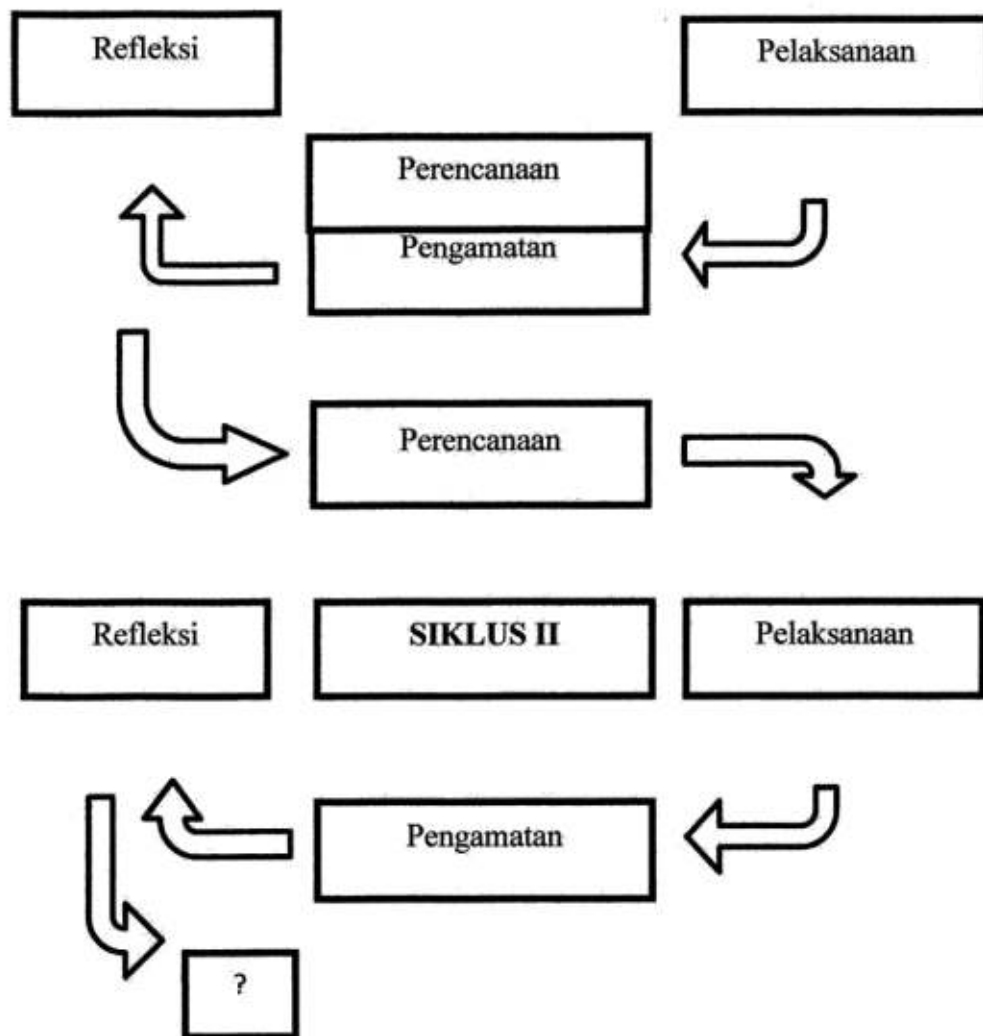 Refleksi
Pelaksanaan
Perencanaan
Pengamatan
Perencanaan
Refleksi
SIKLUS II
Pelaksanaan
Pengamatan
?